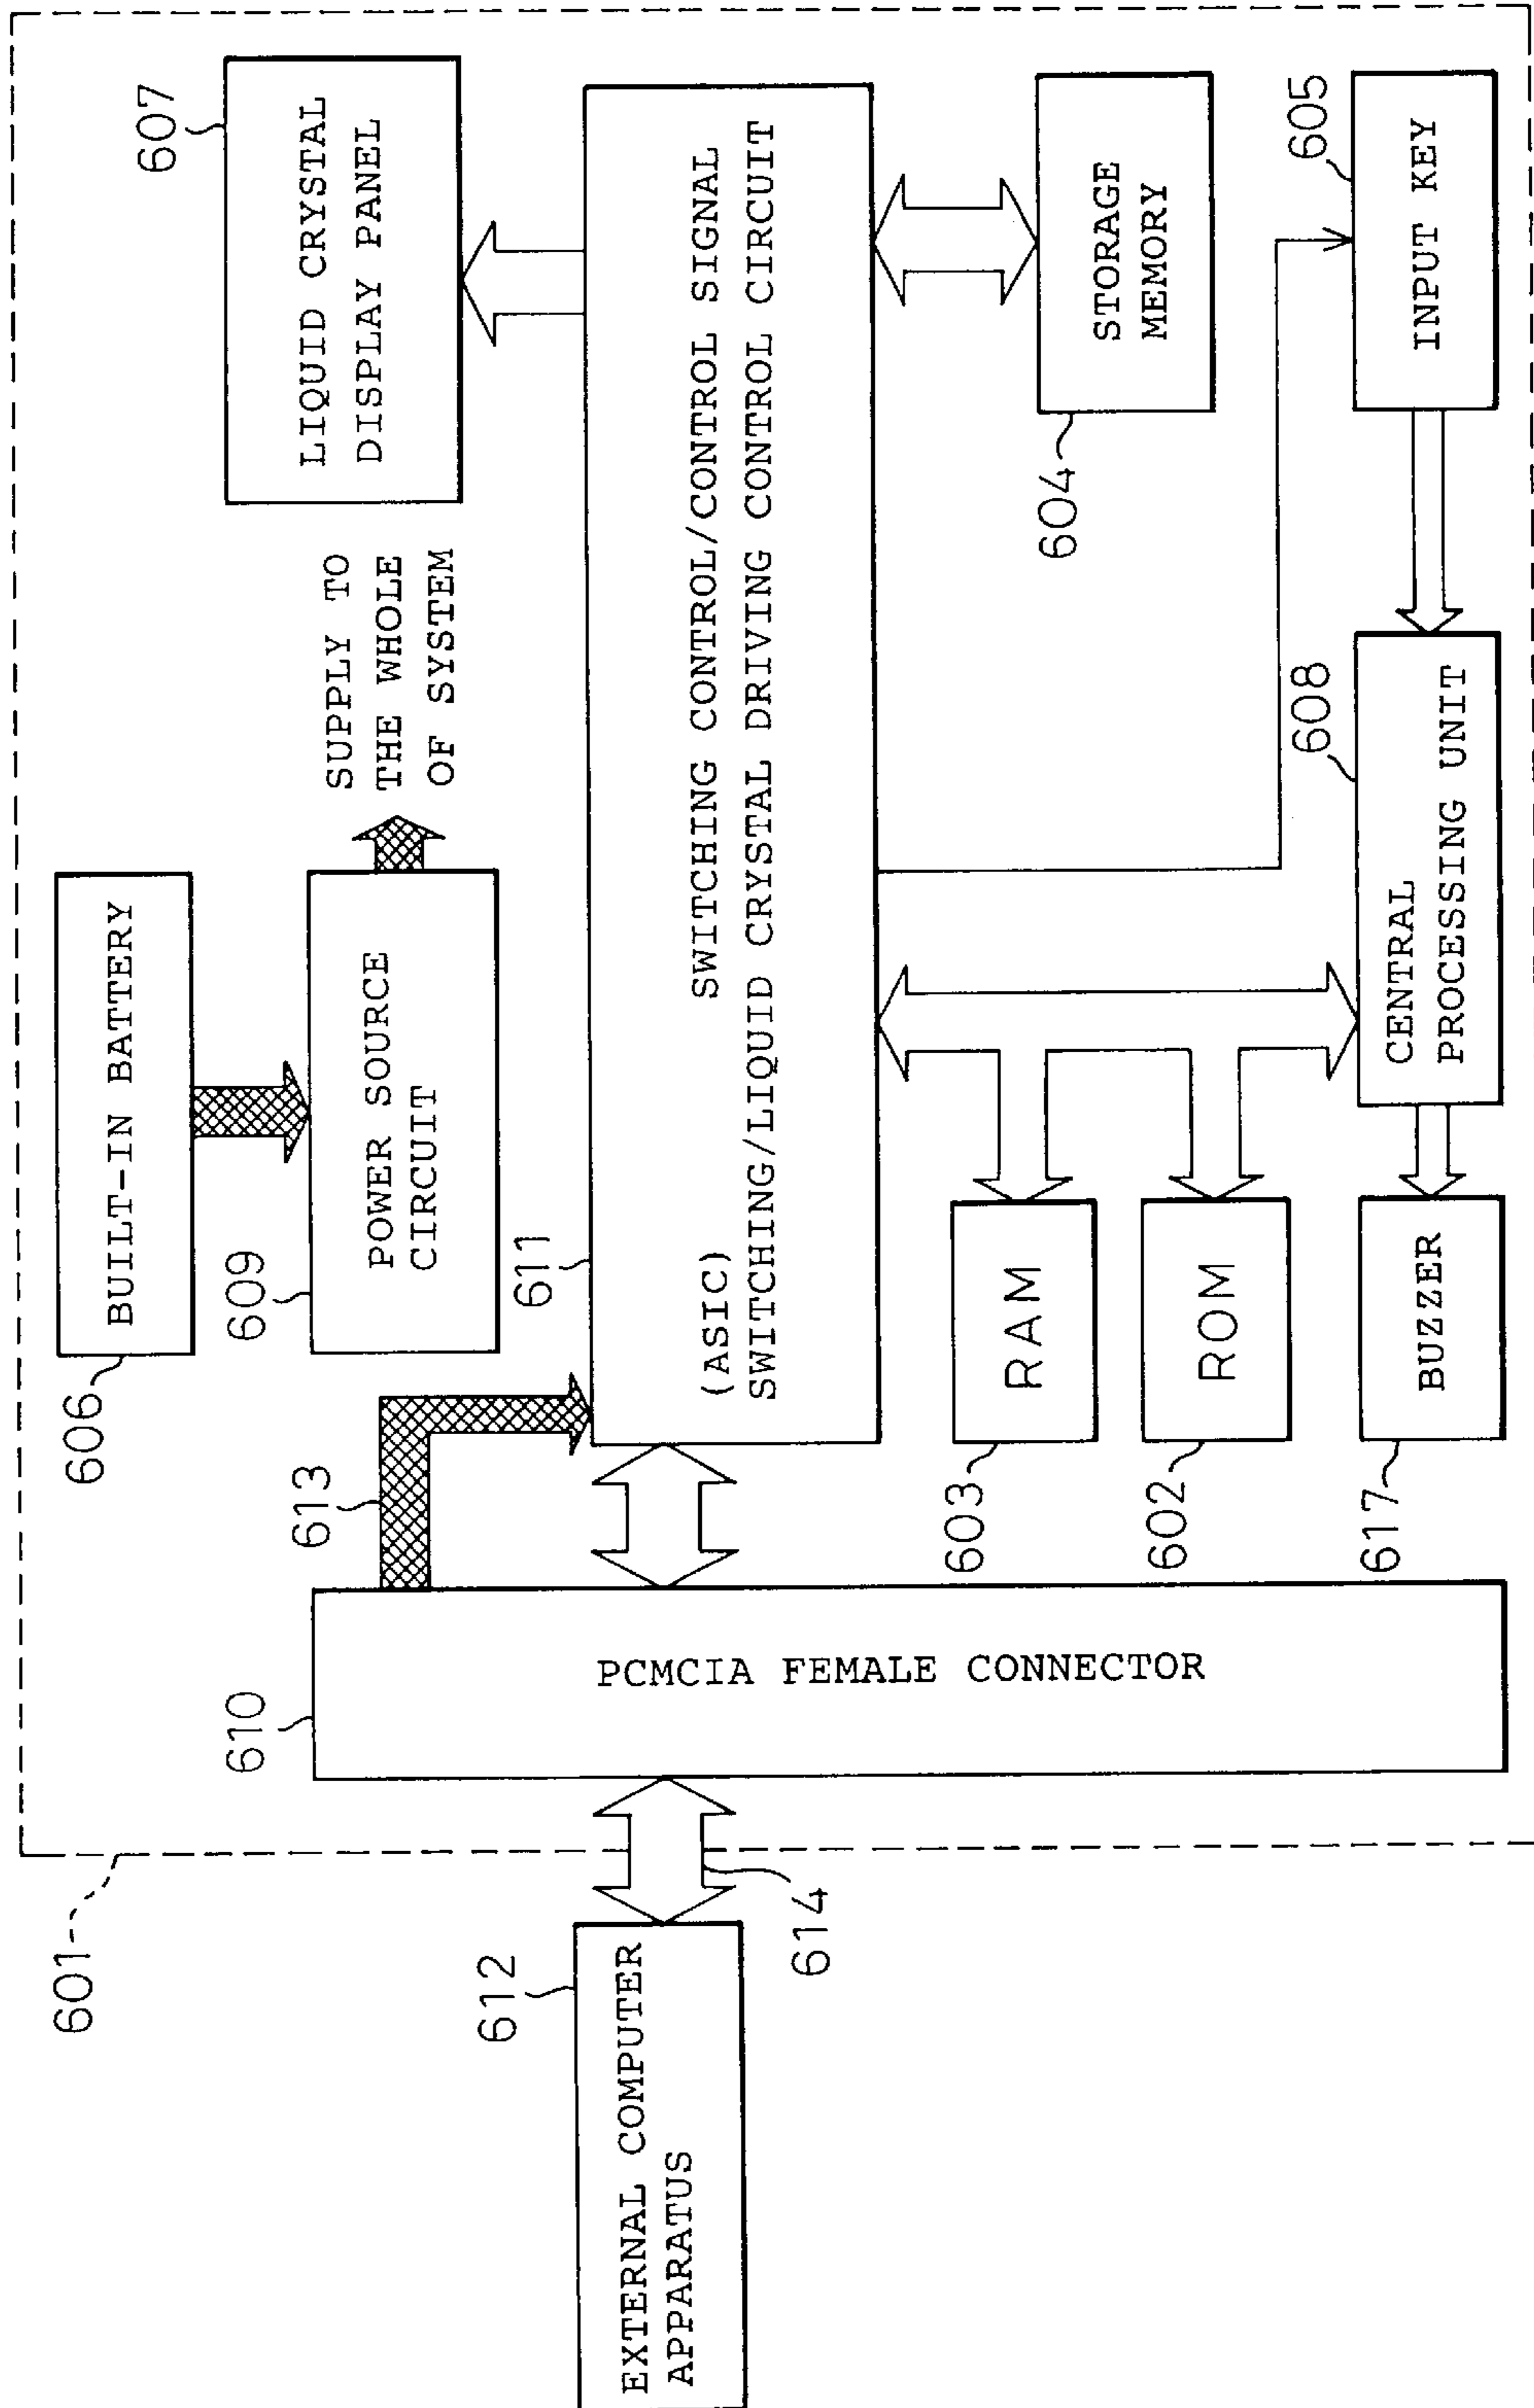 601
606
BUILT-IN BATTERY
607
LIQUID CRYSTAL
DISPLAY PANEL
609
POWER SOURCE
CIRCUIT
SUPPLY TO
THE WHOLE
OF SYSTEM
613
610
PCMCIA FEMALE CONNECTOR
612
EXTERNAL COMPUTER
APPARATUS
614
611
SWITCHING CONTROL/CONTROL SIGNAL
(ASIC)
SWITCHING/LIQUID CRYSTAL DRIVING CONTROL CIRCUIT
603
RAM
604
STORAGE
MEMORY
602
ROM
617
BUZZER
608
CENTRAL
PROCESSING UNIT
605
INPUT KEY